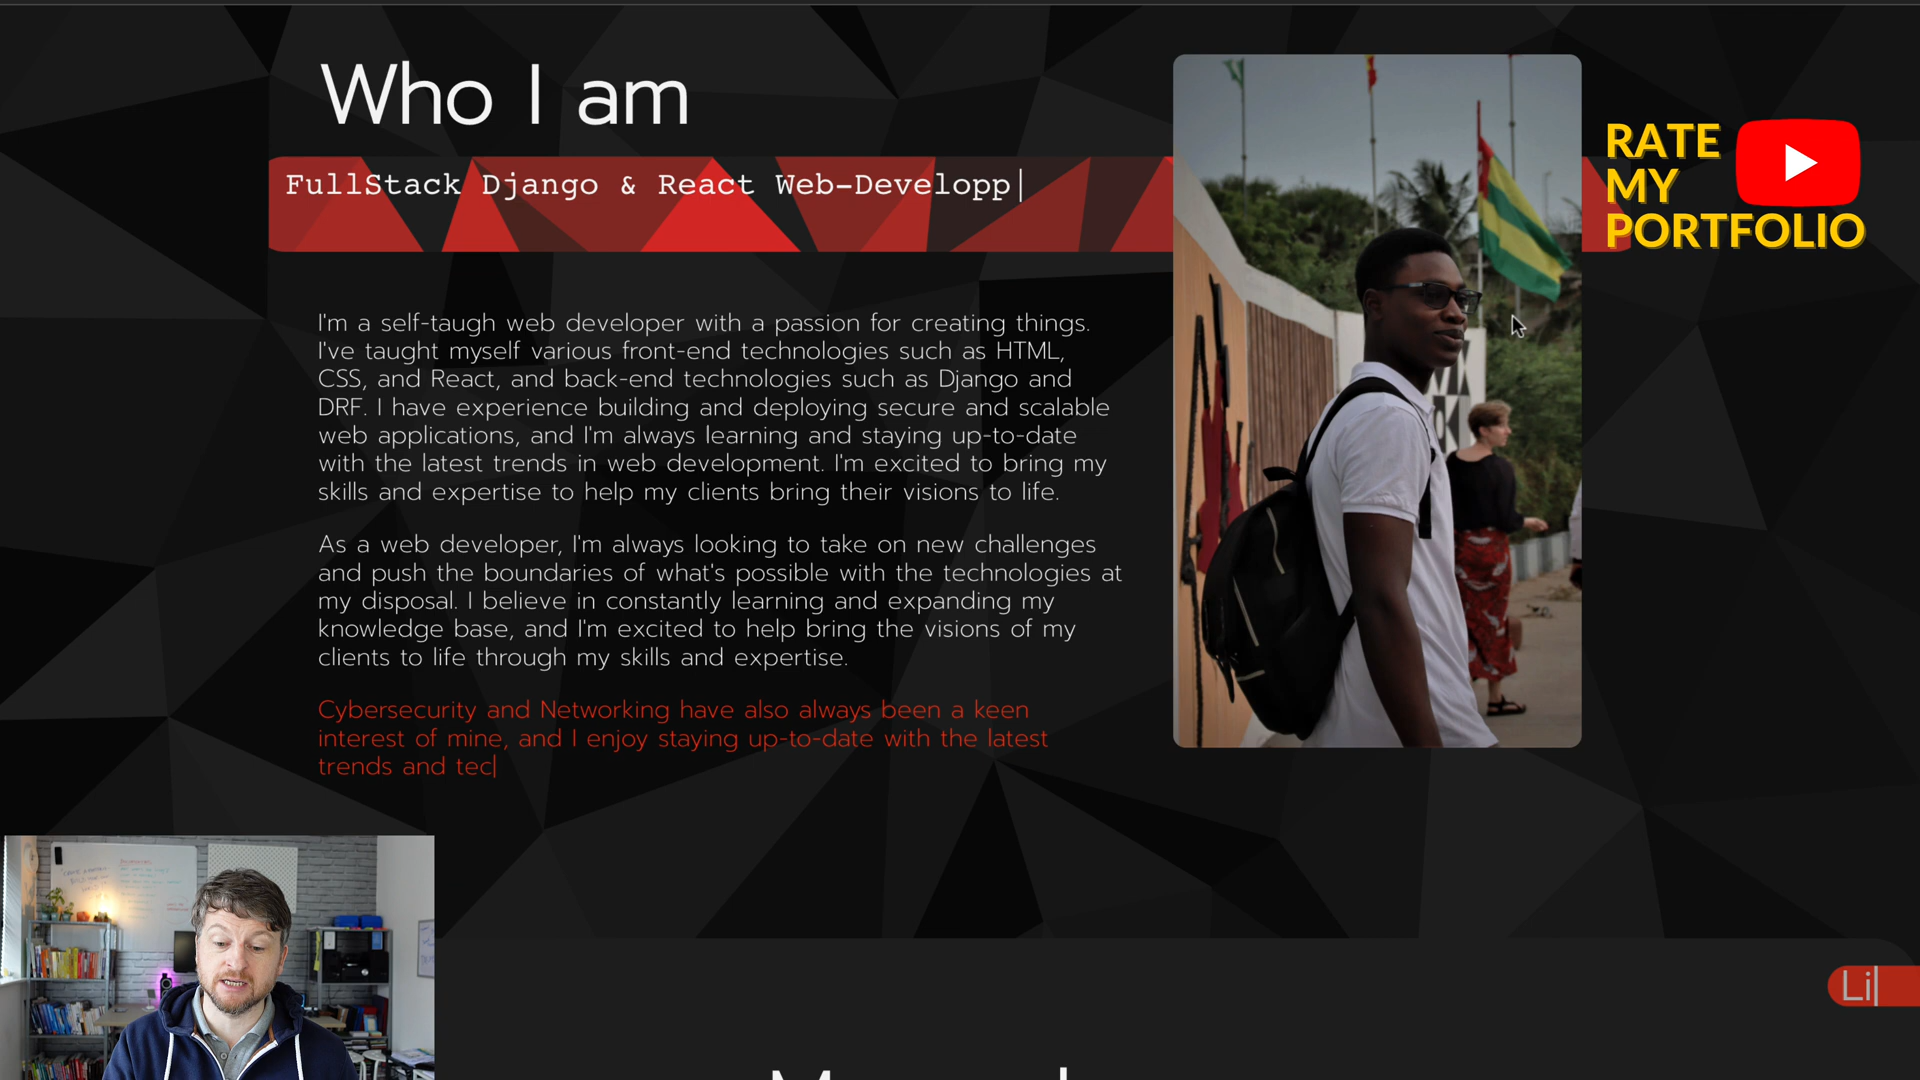 Who I am
FullStack Django & React Web-Developp
RATE
MY
PORTFOLIO
I'm a self-taugh web developer with a passion for creating things.
I've taught myself various front-end technologies such as HTML,
CSS, and React, and back-end technologies such as Django and
DRF. I have experience building and deploying secure and scalable
web applications, and I'm always learning and staying up-to-date
with the latest trends in web development. I'm excited to bring my
skills and expertise to help my clients bring their visions to life.
As a web developer, I'm always looking to take on new challenges
and push the boundaries of what's possible with the technologies at
my disposal. I believe in constantly learning and expanding my
knowledge base, and I'm excited to help bring the visions of my
clients to life through my skills and expertise.
Cybersecurity and Networking have also always been a keen
interest of mine, and I enjoy staying up-to-date with the latest
trends and tec
Li